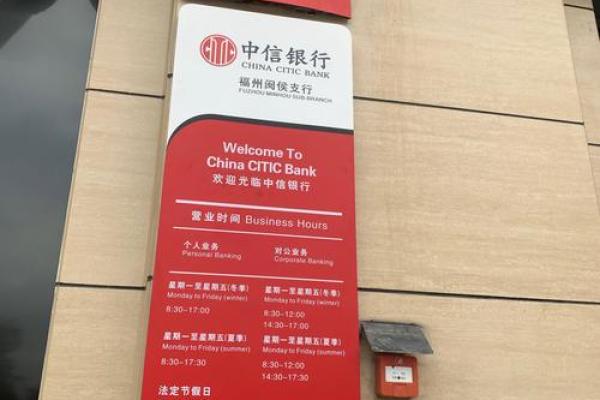 中信银行
CHINA CITIC BANK
福州闽侯支行
FUZHOU MINHOU SUB-BRANCH
Welcome To
China CITIC Bank
欢迎光临中信银行
营业时间 Business Hours
个人业务
Personal Banking
对公业务
Corporate Banking
星期一至星期五(冬季)
Monday to Friday (winter)
8:30-17:00
星期一至星期五(冬季)
Monday to Friday (winter)
8:30-12:00
14:30-17:00
星期一至星期五(夏季)
Monday to Friday (summer)
8:30-17:30
星期一至星期五(夏季)
Monday to Friday (summer)
8:30-12:00
14:30-17:30
法定节假日